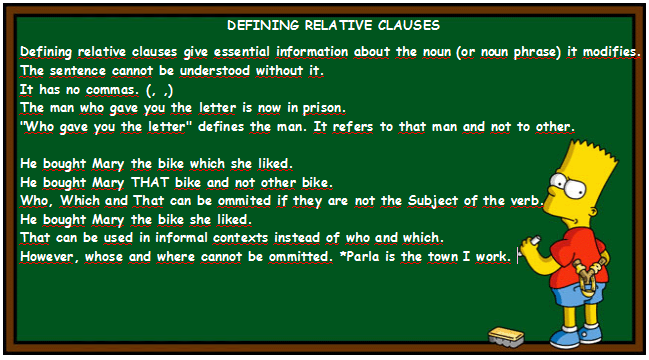 DEFINING RELATIVE CLAUSES
Defining relative clauses give essential information about the noun (or noun phrase) it modifies.
The sentence cannot be understood without it.
It has no commas. (, ,)
The man who gave you the letter is now in prison.
"Who gave you the letter" defines the man. It refers to that man and not to other.
He bought Mary the bike which she liked.
He bought Mary THAT bike and not other bike.
Who, Which and That can be ommited if they are not the Subject of the verb.
He bought Mary the bike she liked.
That can be used in informal contexts instead of who and which.
However, whose and where cannot be ommitted. *Parla is the town I work.